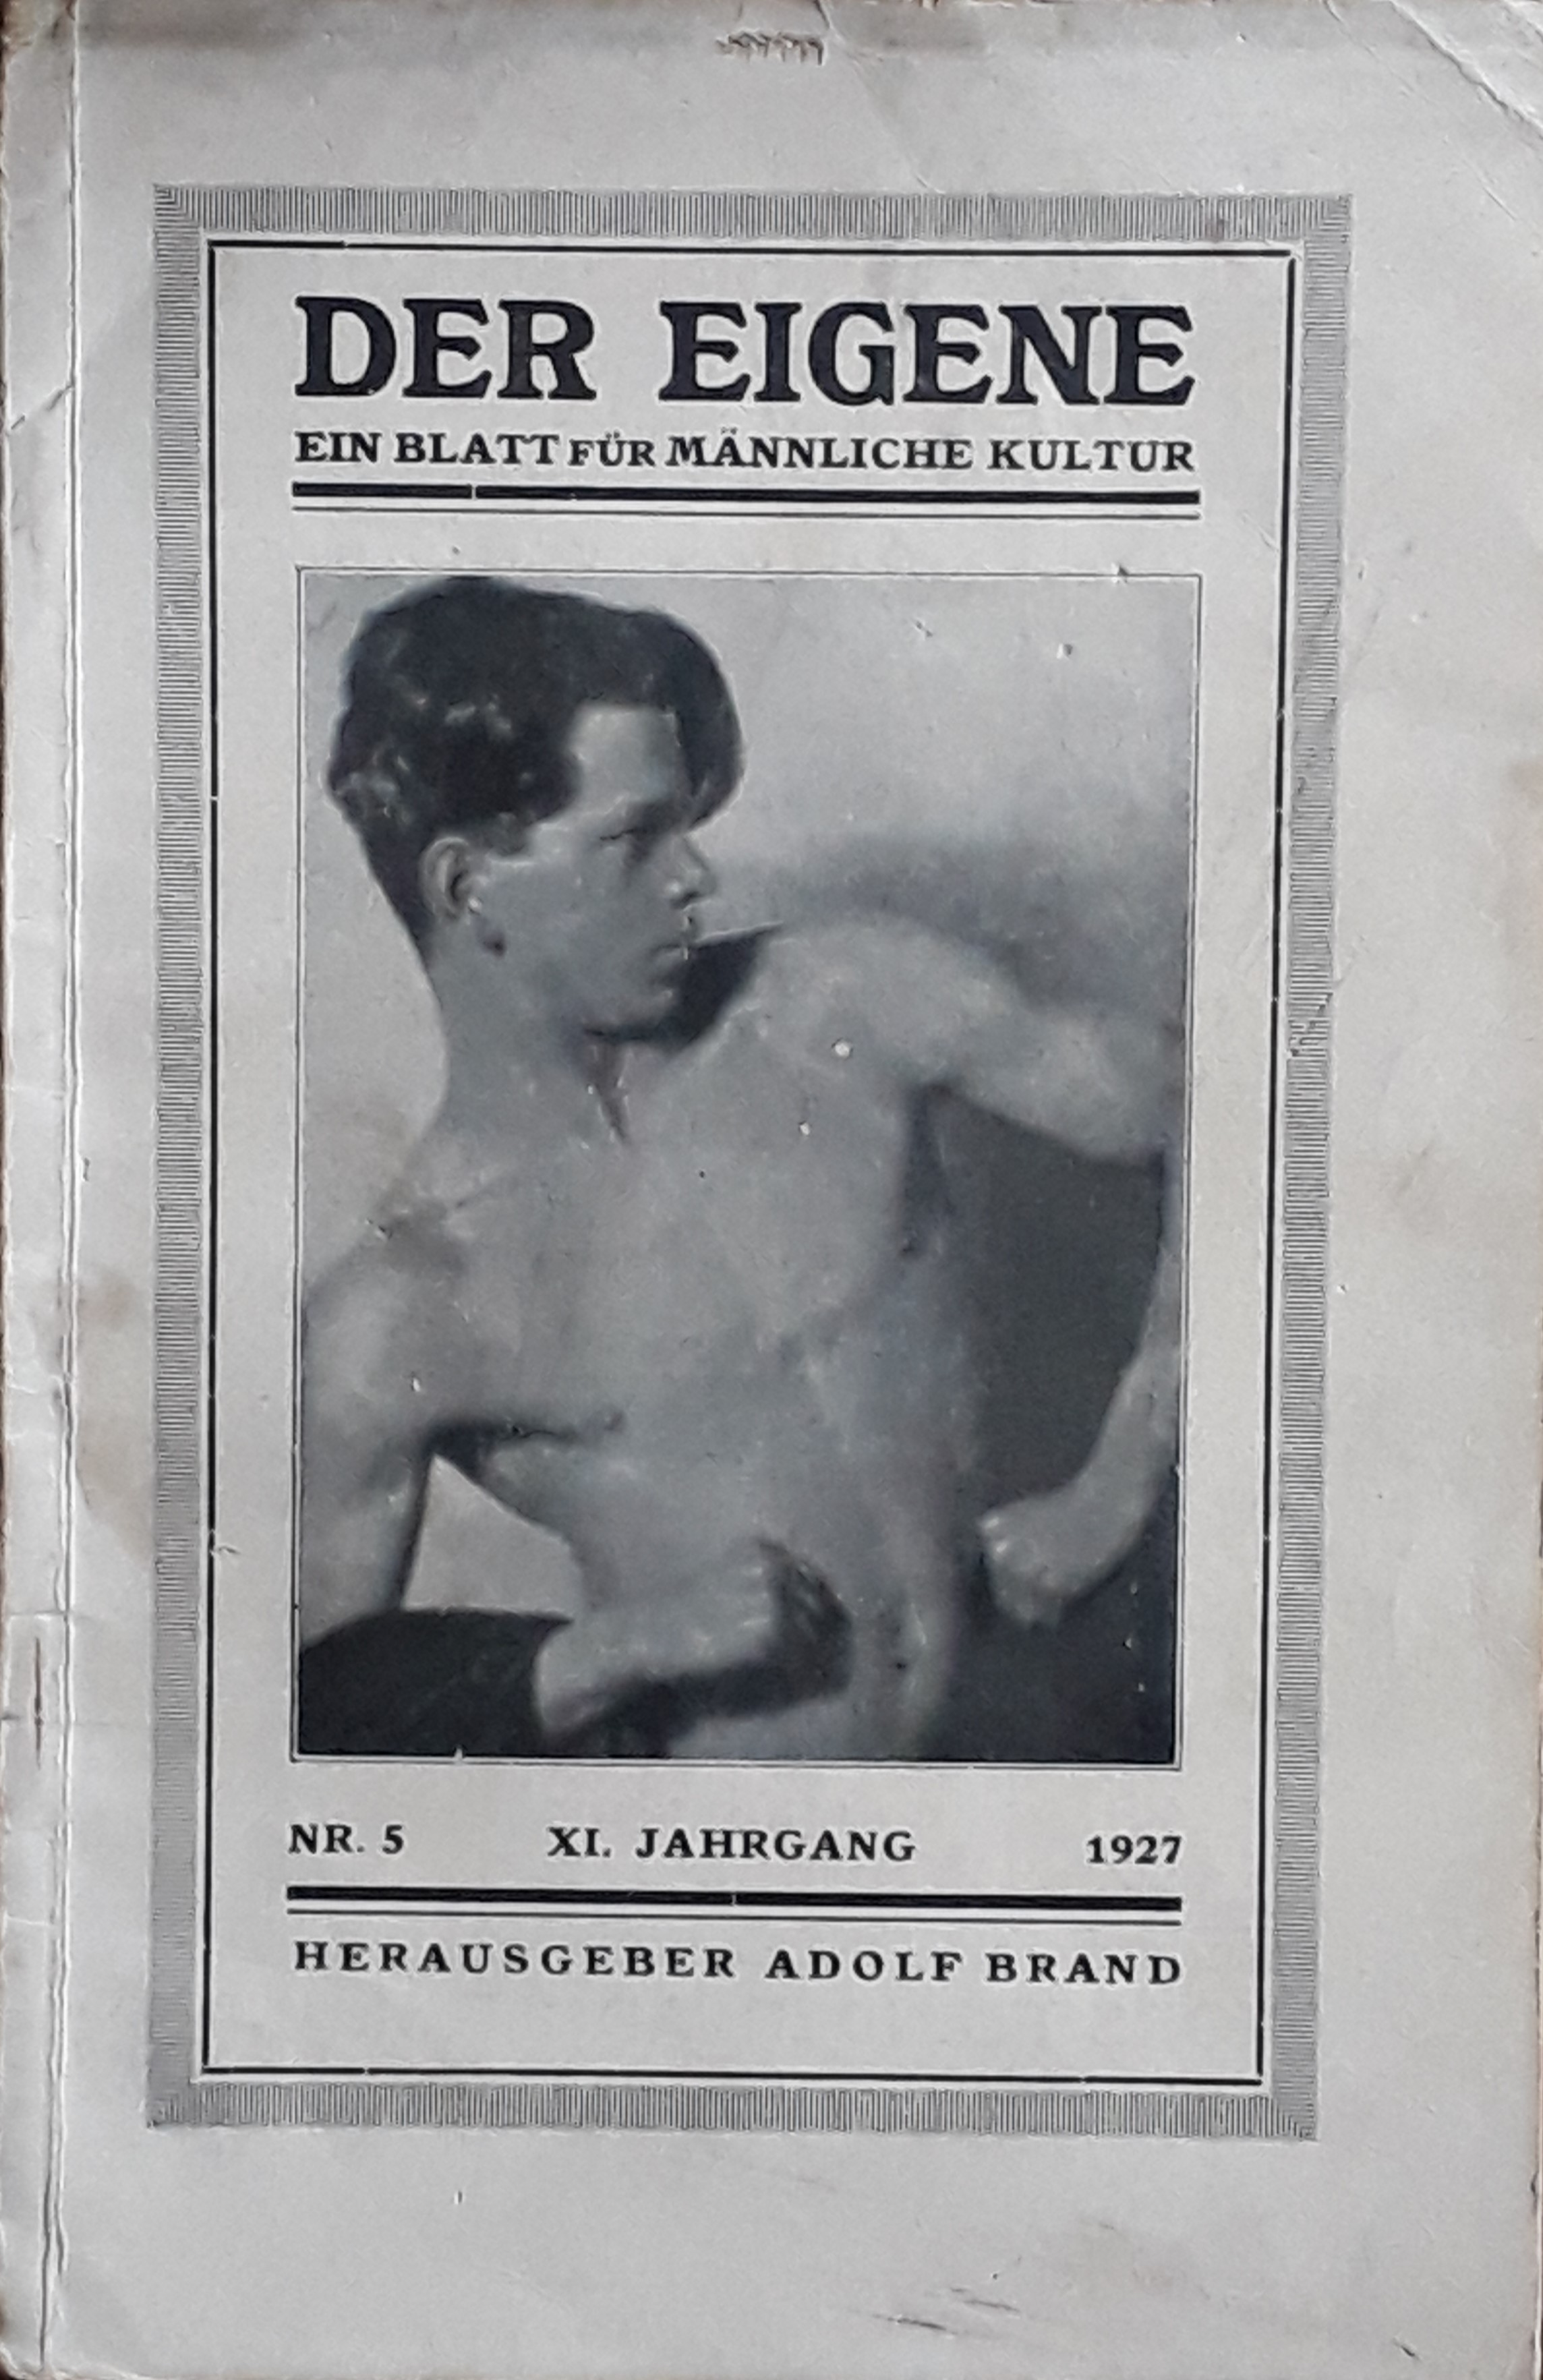 DER EIGENE
EIN BLATT FÜR MÄNNLICHE KULTUR
NR. 5 XI. JAHRGANG 1927
HERAUSGEBER ADOLF BRAND